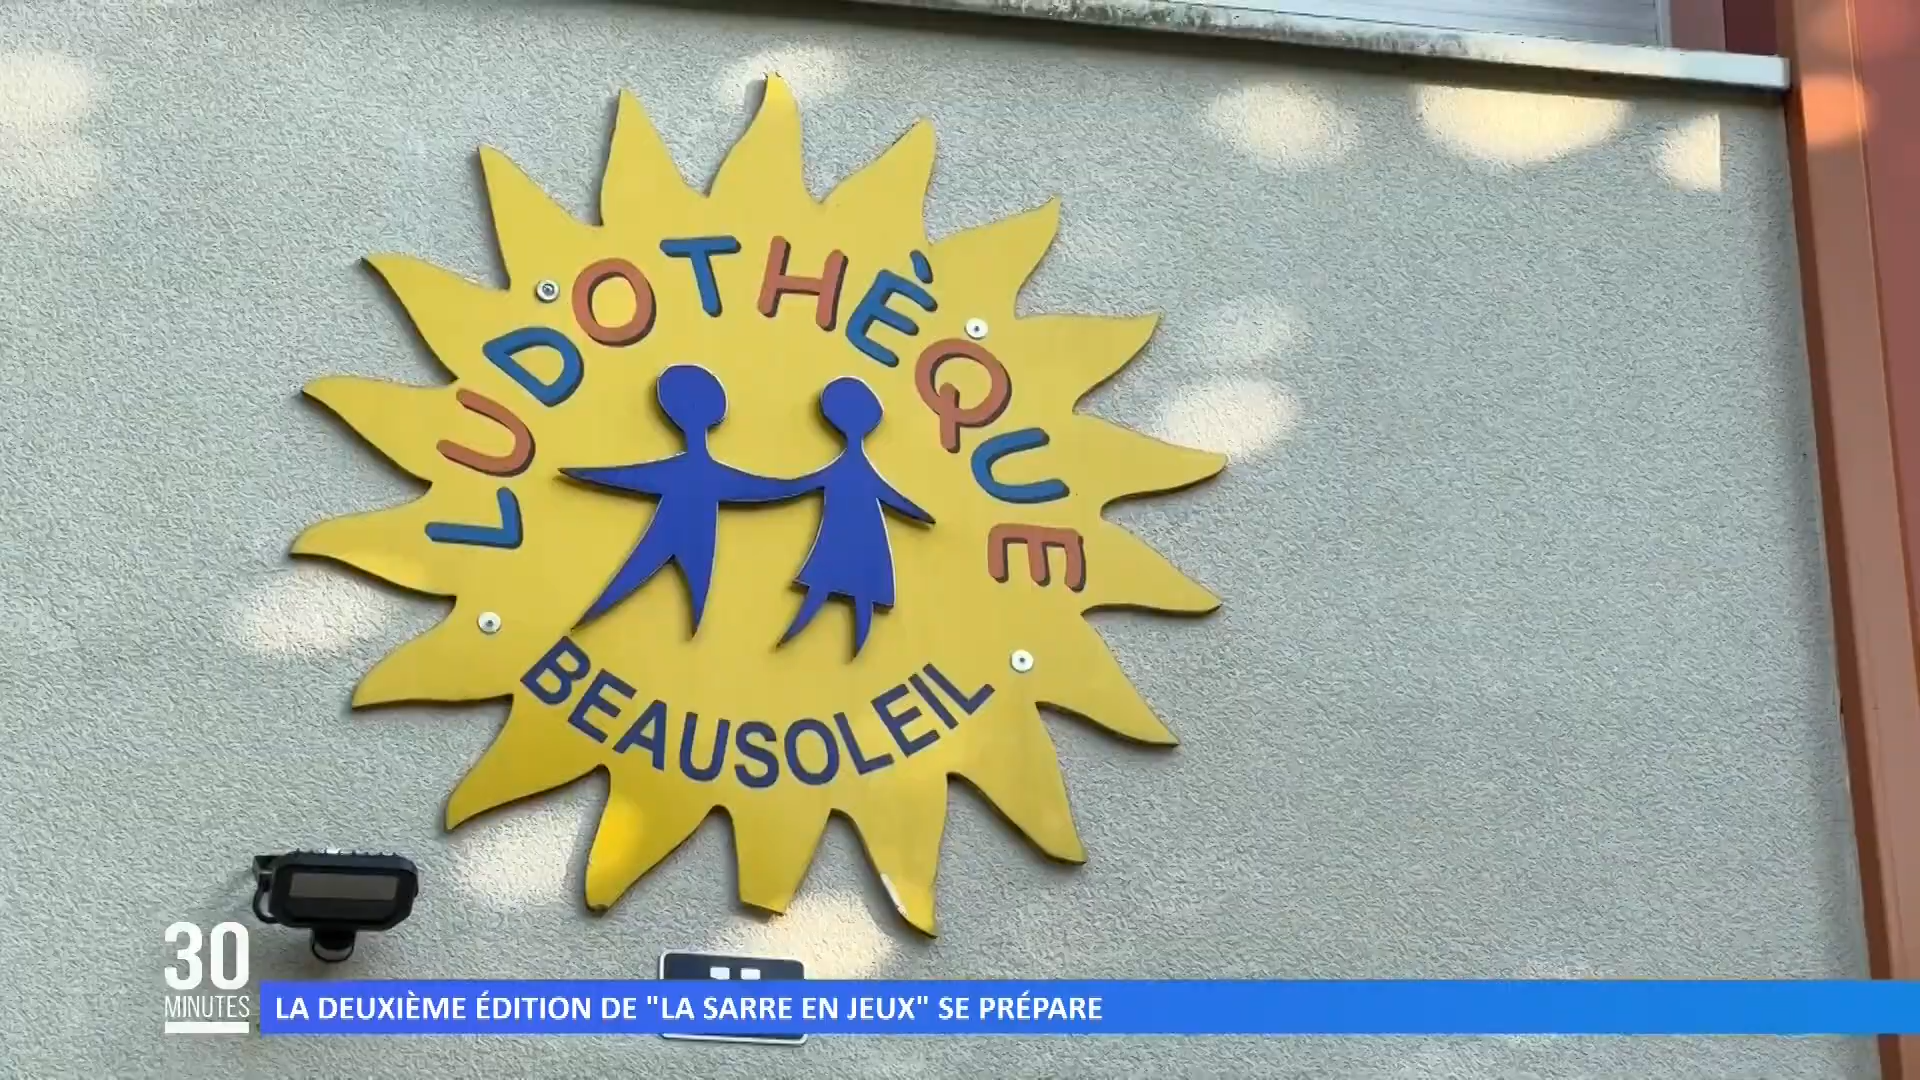 LUDOTHÈQUE
BEAUSOLEIL
30
MINUTES
LA DEUXIÈME ÉDITION DE "LA SARRE EN JEUX" SE PRÉPARE